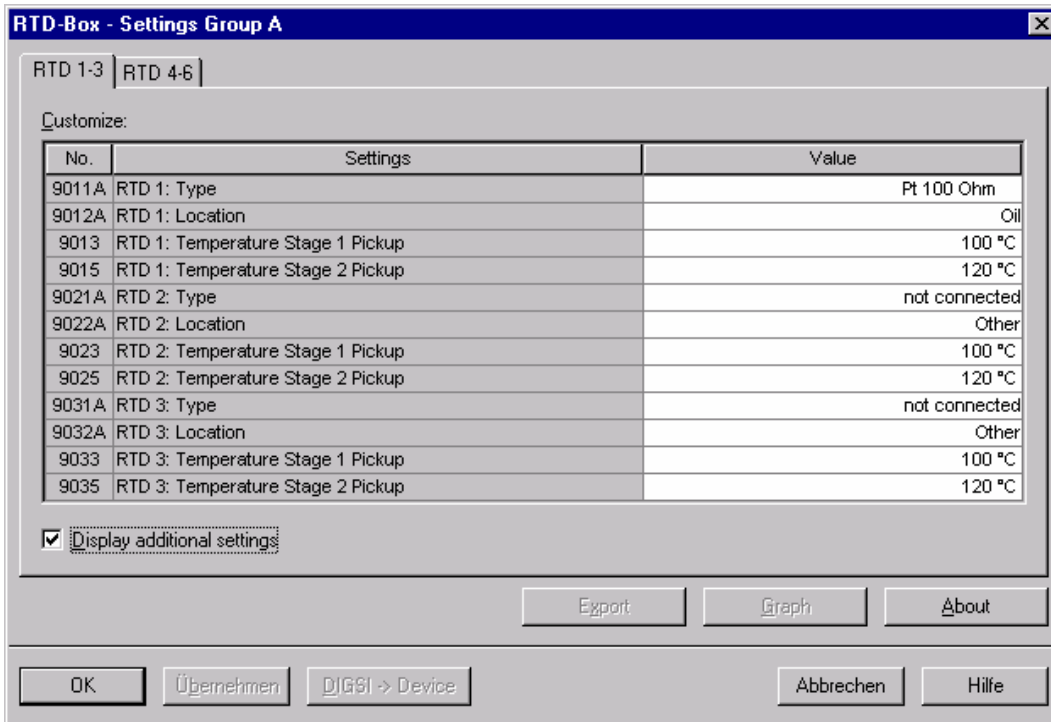 RTD-Box - Settings Group A
RTD 1-3 RTD 4-6
Customize:
No. Settings Value
9011A RTD 1: Type Pt 100 Ohm
9012A RTD 1: Location Oil
9013 RTD 1: Temperature Stage 1 Pickup 100 °C
9015 RTD 1: Temperature Stage 2 Pickup 120 °C
9021A RTD 2: Type not connected
9022A RTD 2: Location Other
9023 RTD 2: Temperature Stage 1 Pickup 100 °C
9025 RTD 2: Temperature Stage 2 Pickup 120 °C
9031A RTD 3: Type not connected
9032A RTD 3: Location Other
9033 RTD 3: Temperature Stage 1 Pickup 100 °C
9035 RTD 3: Temperature Stage 2 Pickup 120 °C
Display additional settings
Export Graph About
OK Übernehmen DIGSI -> Device Abbrechen Hilfe